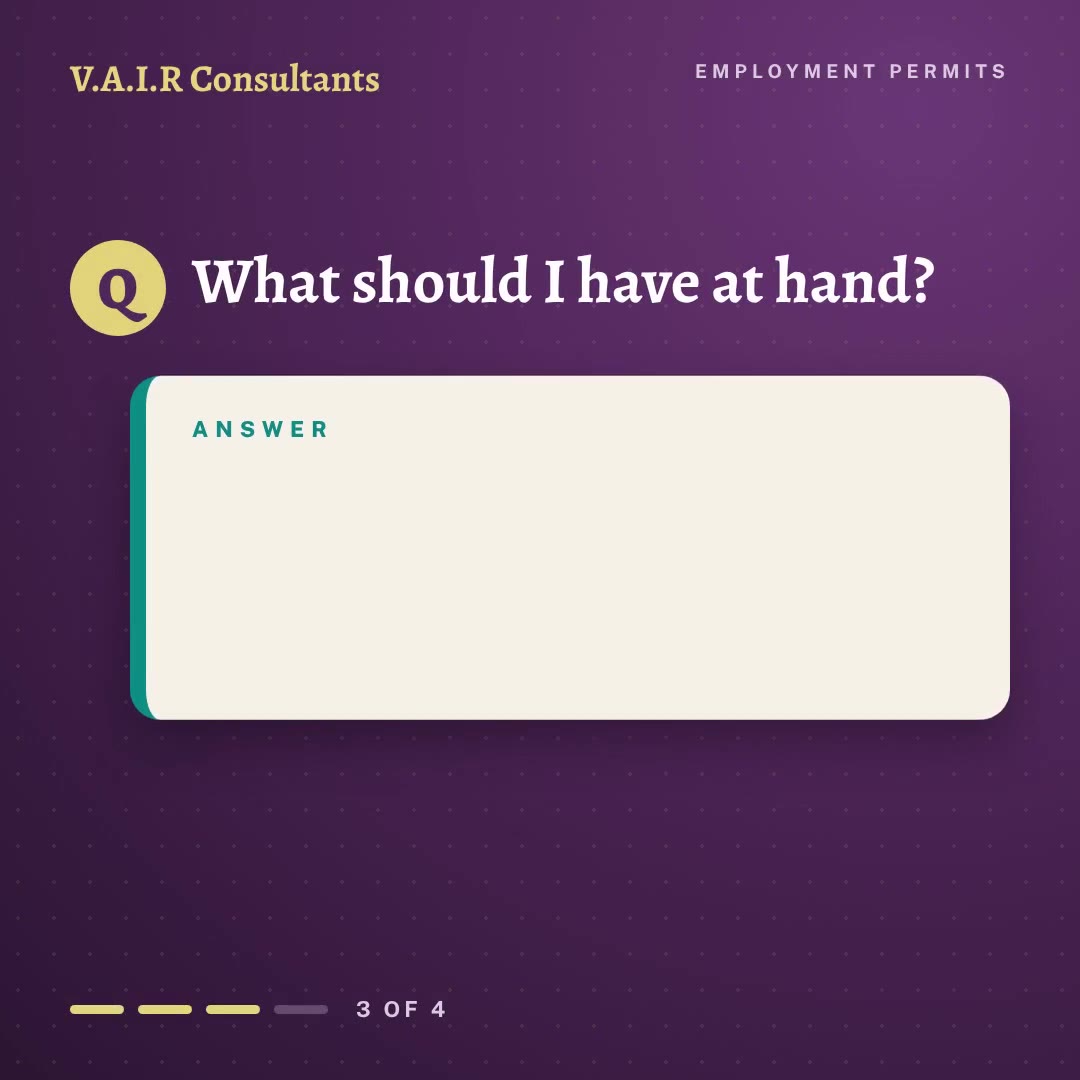 V.A.I.R Consultants
EMPLOYMENT PERMITS
Q What should I have at hand?
ANSWER
3 OF 4